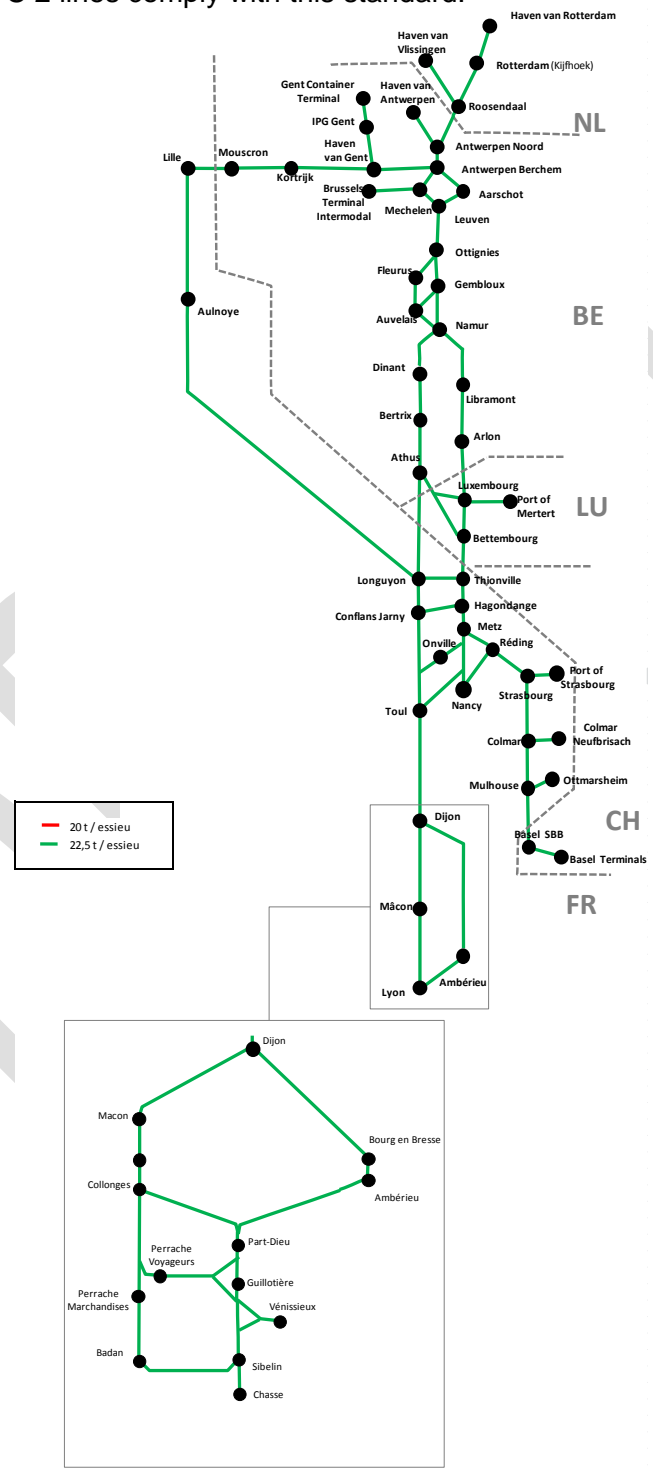 C 2 lines comply with this standard.
Haven van Rotterdam
Haven van
Vlissingen
Rotterdam (Kijfhoek)
Gent Container
Terminal
Haven van
Antwerpen
Roosendaal
NL
IPG Gent
Haven
van Gent
Antwerpen Noord
Lille
Mouscron
Kortrijk
Antwerpen Berchem
Brussels
Terminal
Intermodal
Mechelen
Aarschot
Leuven
Ottignies
Fleurus
Gembloux
Aulnoye
Auvelais
Namur
BE
Dinant
Libramont
Bertrix
Arlon
Athus
Luxembourg
Port of
Mertert
LU
Bettembourg
Longuyon
Thionville
Conflans Jarny
Hagondange
Metz
Onville
Réding
Port of
Strasbourg
Strasbourg
Nancy
Toul
Colmar
Colmar
Neufbrisach
Mulhouse
Ottmarsheim
20 t / essieu
22,5 t / essieu
Dijon
Basel SBB
CH
Basel Terminals
FR
Mâcon
Ambérieu
Lyon
Dijon
Macon
Bourg en Bresse
Collonges
Ambérieu
Part-Dieu
Perrache
Voyageurs
Guillotière
Perrache
Marchandises
Vénissieux
Badan
Sibelin
Chasse